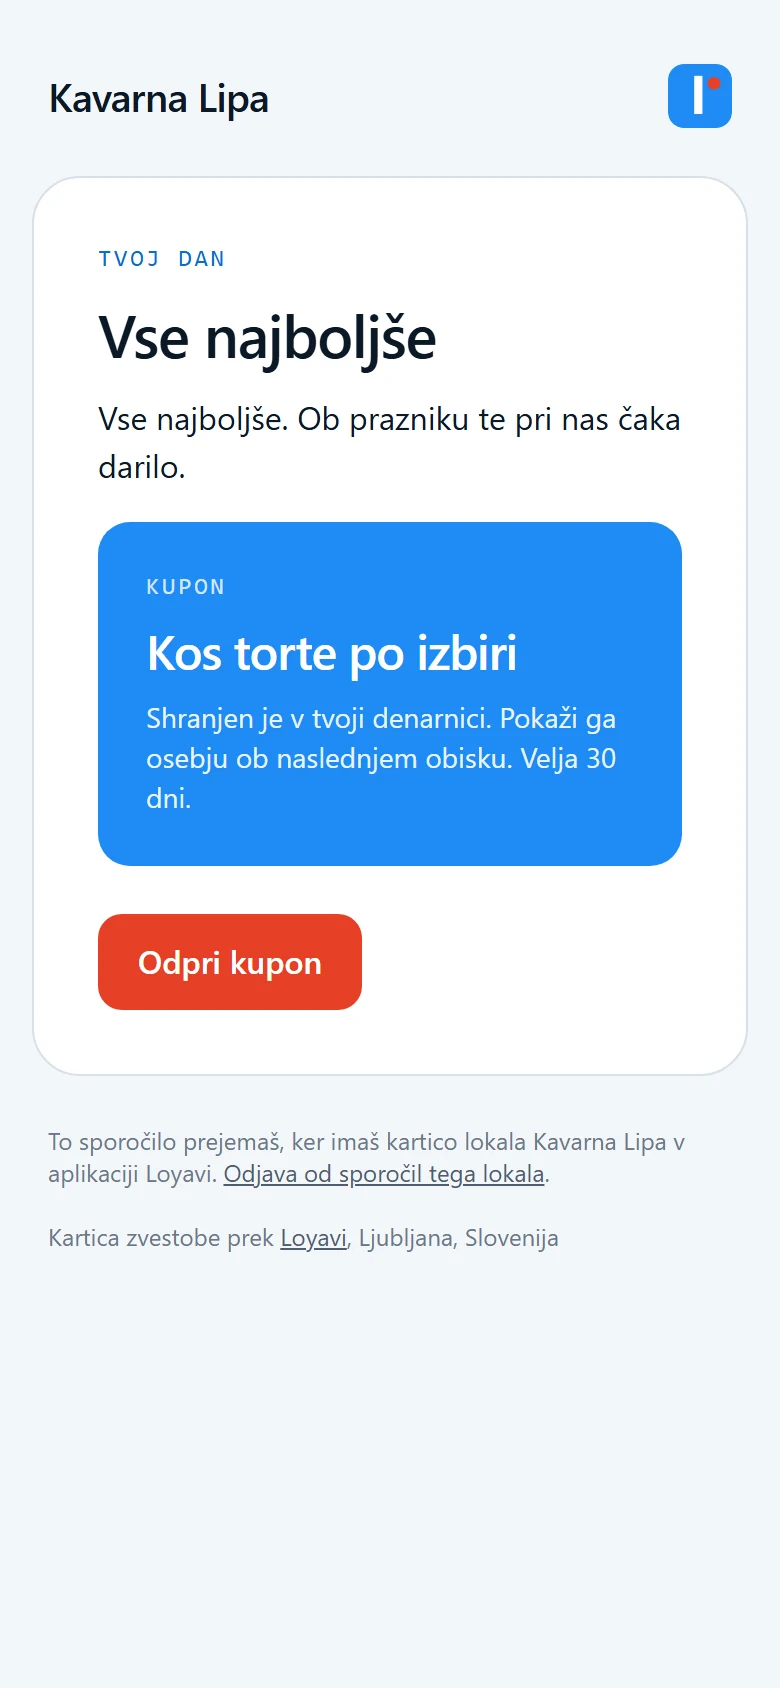 Kavarna Lipa
TVOJ DAN
Vse najboljše
Vse najboljše. Ob prazniku te pri nas čaka
darilo.
KUPON
Kos torte po izbiri
Shranjen je v tvoji denarnici. Pokaži ga
osebju ob naslednjem obisku. Velja 30
dni.
Odpri kupon
To sporočilo prejemaš, ker imaš kartico lokala Kavarna Lipa v
aplikaciji Loyavi. Odjava od sporočil tega lokala.
Kartica zvestobe prek Loyavi, Ljubljana, Slovenija